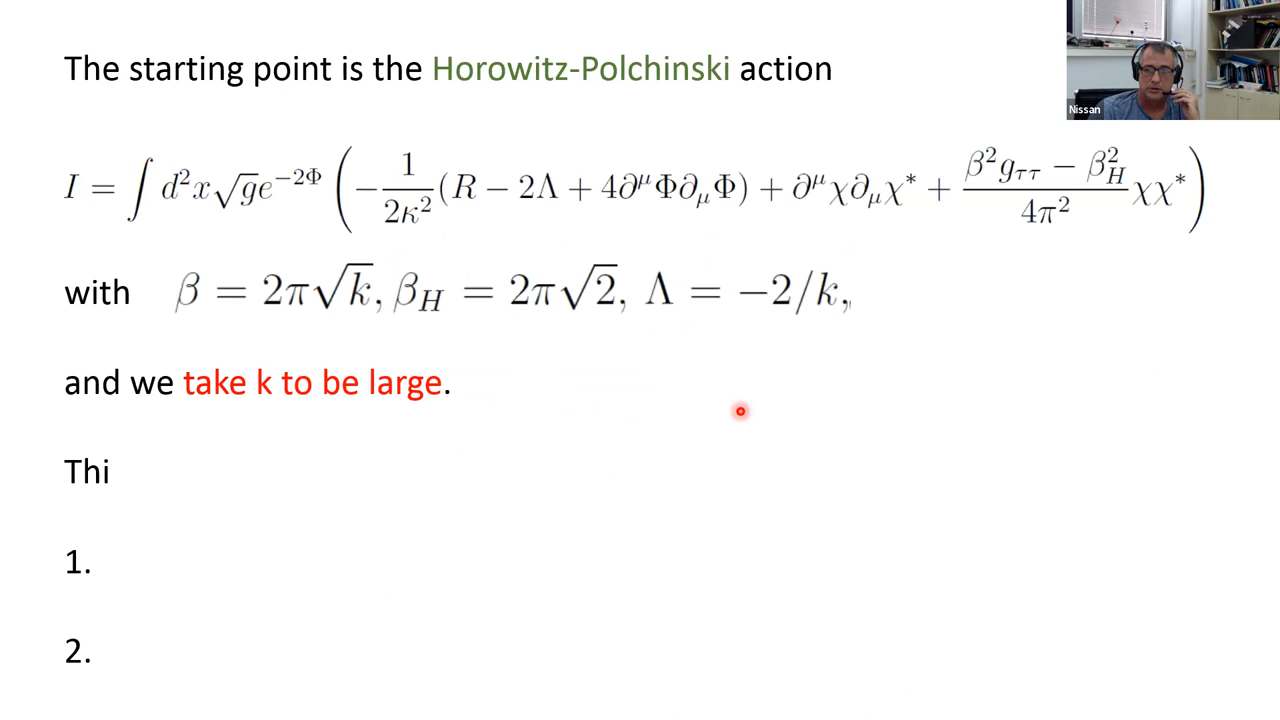 The starting point is the Horowitz-Polchinski action
Nissan
I = ∫ d²x √g e^{−2Φ} ( −\frac{1}{2κ²} (R − 2Λ + 4∂^μΦ∂_μΦ) + ∂^μχ∂_μχ* + \frac{β²g_{ττ} − β_H²}{4π²} χχ* )
with β = 2π√k, β_H = 2π√2, Λ = −2/k,
and we take k to be large.
Thi
1.
2.